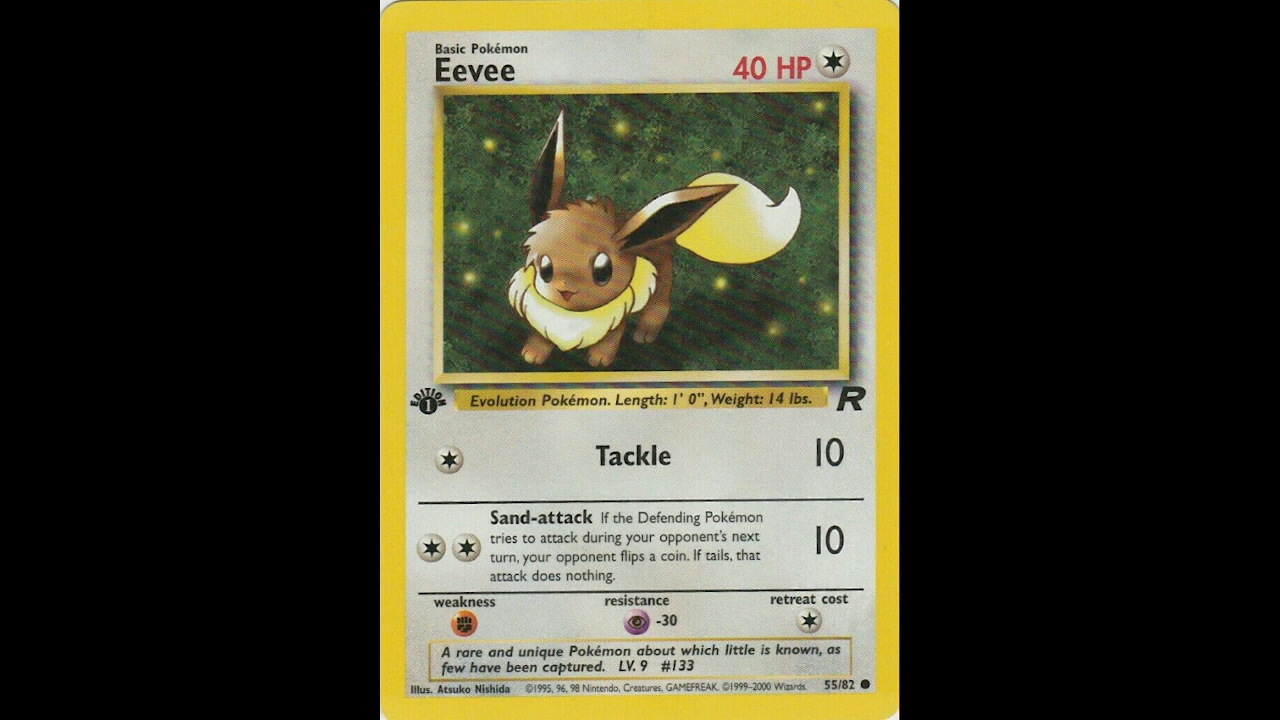 Basic Pokémon
Eevee
40 HP
EDITION
1
Evolution Pokémon. Length: 1' 0", Weight: 14 lbs.
R
Tackle 10
Sand-attack If the Defending Pokémon
tries to attack during your opponent's next
turn, your opponent flips a coin. If tails, that
attack does nothing.
10
weakness
resistance
retreat cost
-30
A rare and unique Pokémon about which little is known, as
few have been captured. LV. 9 #133
Illus. Atsuko Nishida ©1995, 96, 98 Nintendo, Creatures, GAMEFREAK. ©1999–2000 Wizards. 55/82